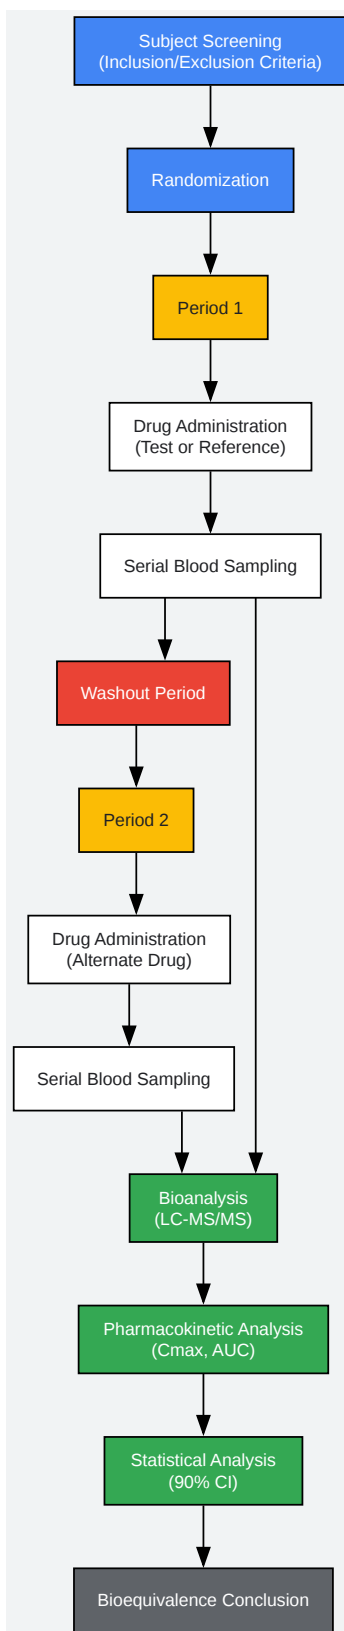 Subject Screening
(Inclusion/Exclusion Criteria)
Randomization
Period 1
Drug Administration
(Test or Reference)
Serial Blood Sampling
Washout Period
Period 2
Drug Administration
(Alternate Drug)
Serial Blood Sampling
Bioanalysis
(LC-MS/MS)
Pharmacokinetic Analysis
(Cmax, AUC)
Statistical Analysis
(90% CI)
Bioequivalence Conclusion